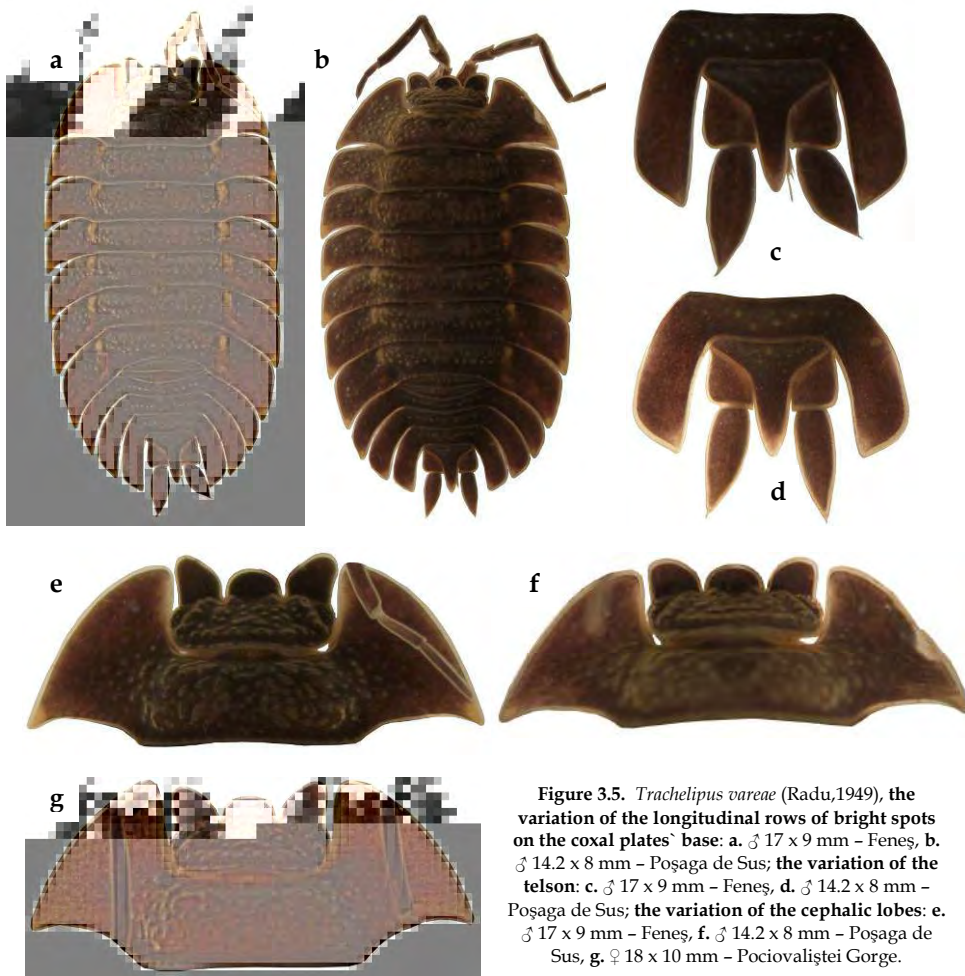 a
b
c
d
e
f
g
Figure 3.5. Trachelipus vareae (Radu,1949), the
variation of the longitudinal rows of bright spots
on the coxal plates` base: a. ♂ 17 x 9 mm – Feneş, b.
♂ 14.2 x 8 mm – Poşaga de Sus; the variation of the
telson: c. ♂ 17 x 9 mm – Feneş, d. ♂ 14.2 x 8 mm –
Poşaga de Sus; the variation of the cephalic lobes: e.
♂ 17 x 9 mm – Feneş, f. ♂ 14.2 x 8 mm – Poşaga de
Sus, g. ♀ 18 x 10 mm – Pociovaliştei Gorge.